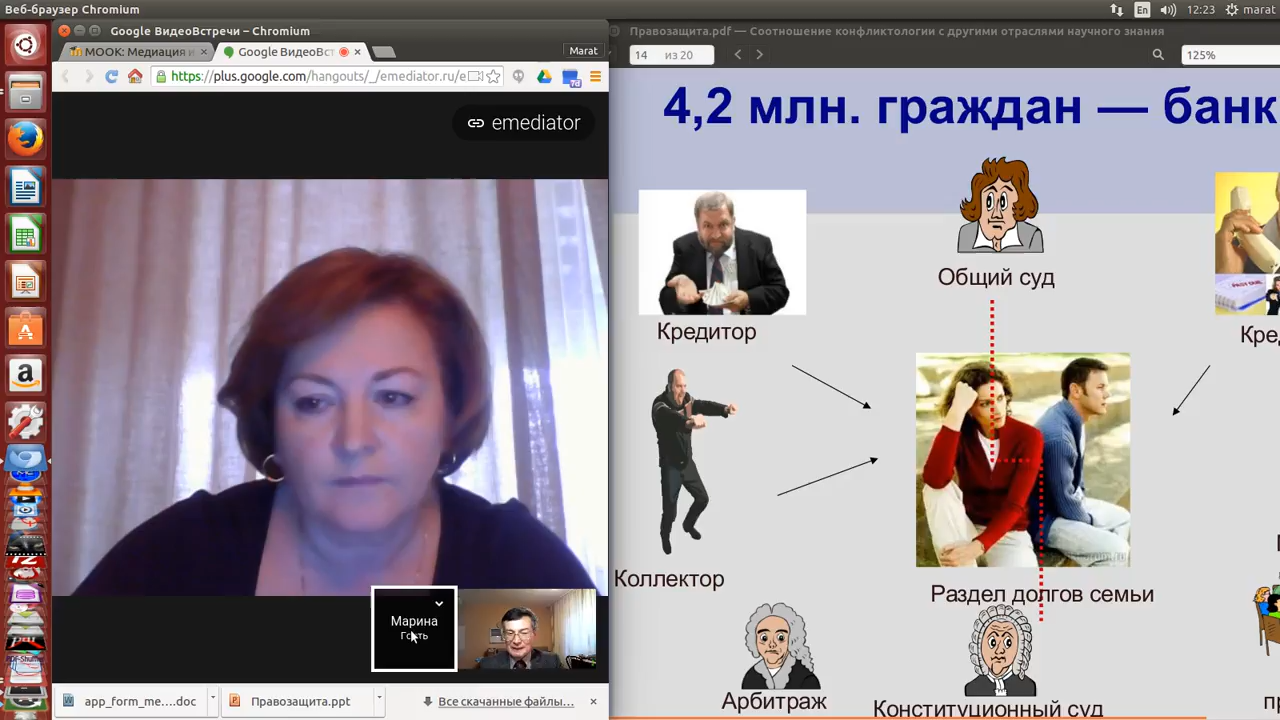 Веб-браузер Chromium
En
12:23
marat
Google ВидеоВстречи – Chromium
МООК: Медиация и
Google ВидеоВст
Marat
https://plus.google.com/hangouts/_/emediator.ru/e
emediator
Марина
Гость
app_form_me....doc
Правозащита.ppt
Все скачанные файлы...
Правозащита.pdf — Соотношение конфликтологии с другими отраслями научного знания
14
из 20
125%
4,2 млн. граждан — банк
Общий суд
Кредитор
Кре
Коллектор
Раздел долгов семьи
Арбитраж
Конституционный суд